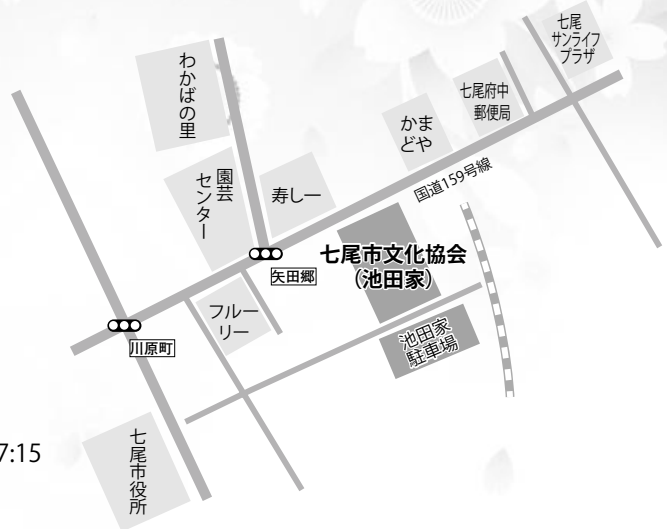 七尾
サンライフ
プラザ
わかばの里
七尾府中
郵便局
かま
どや
国道159号線
園芸
センター
寿し一
七尾市文化協会
(池田家)
矢田郷
フルー
リー
川原町
池田家
駐車場
七尾市役所
7:15